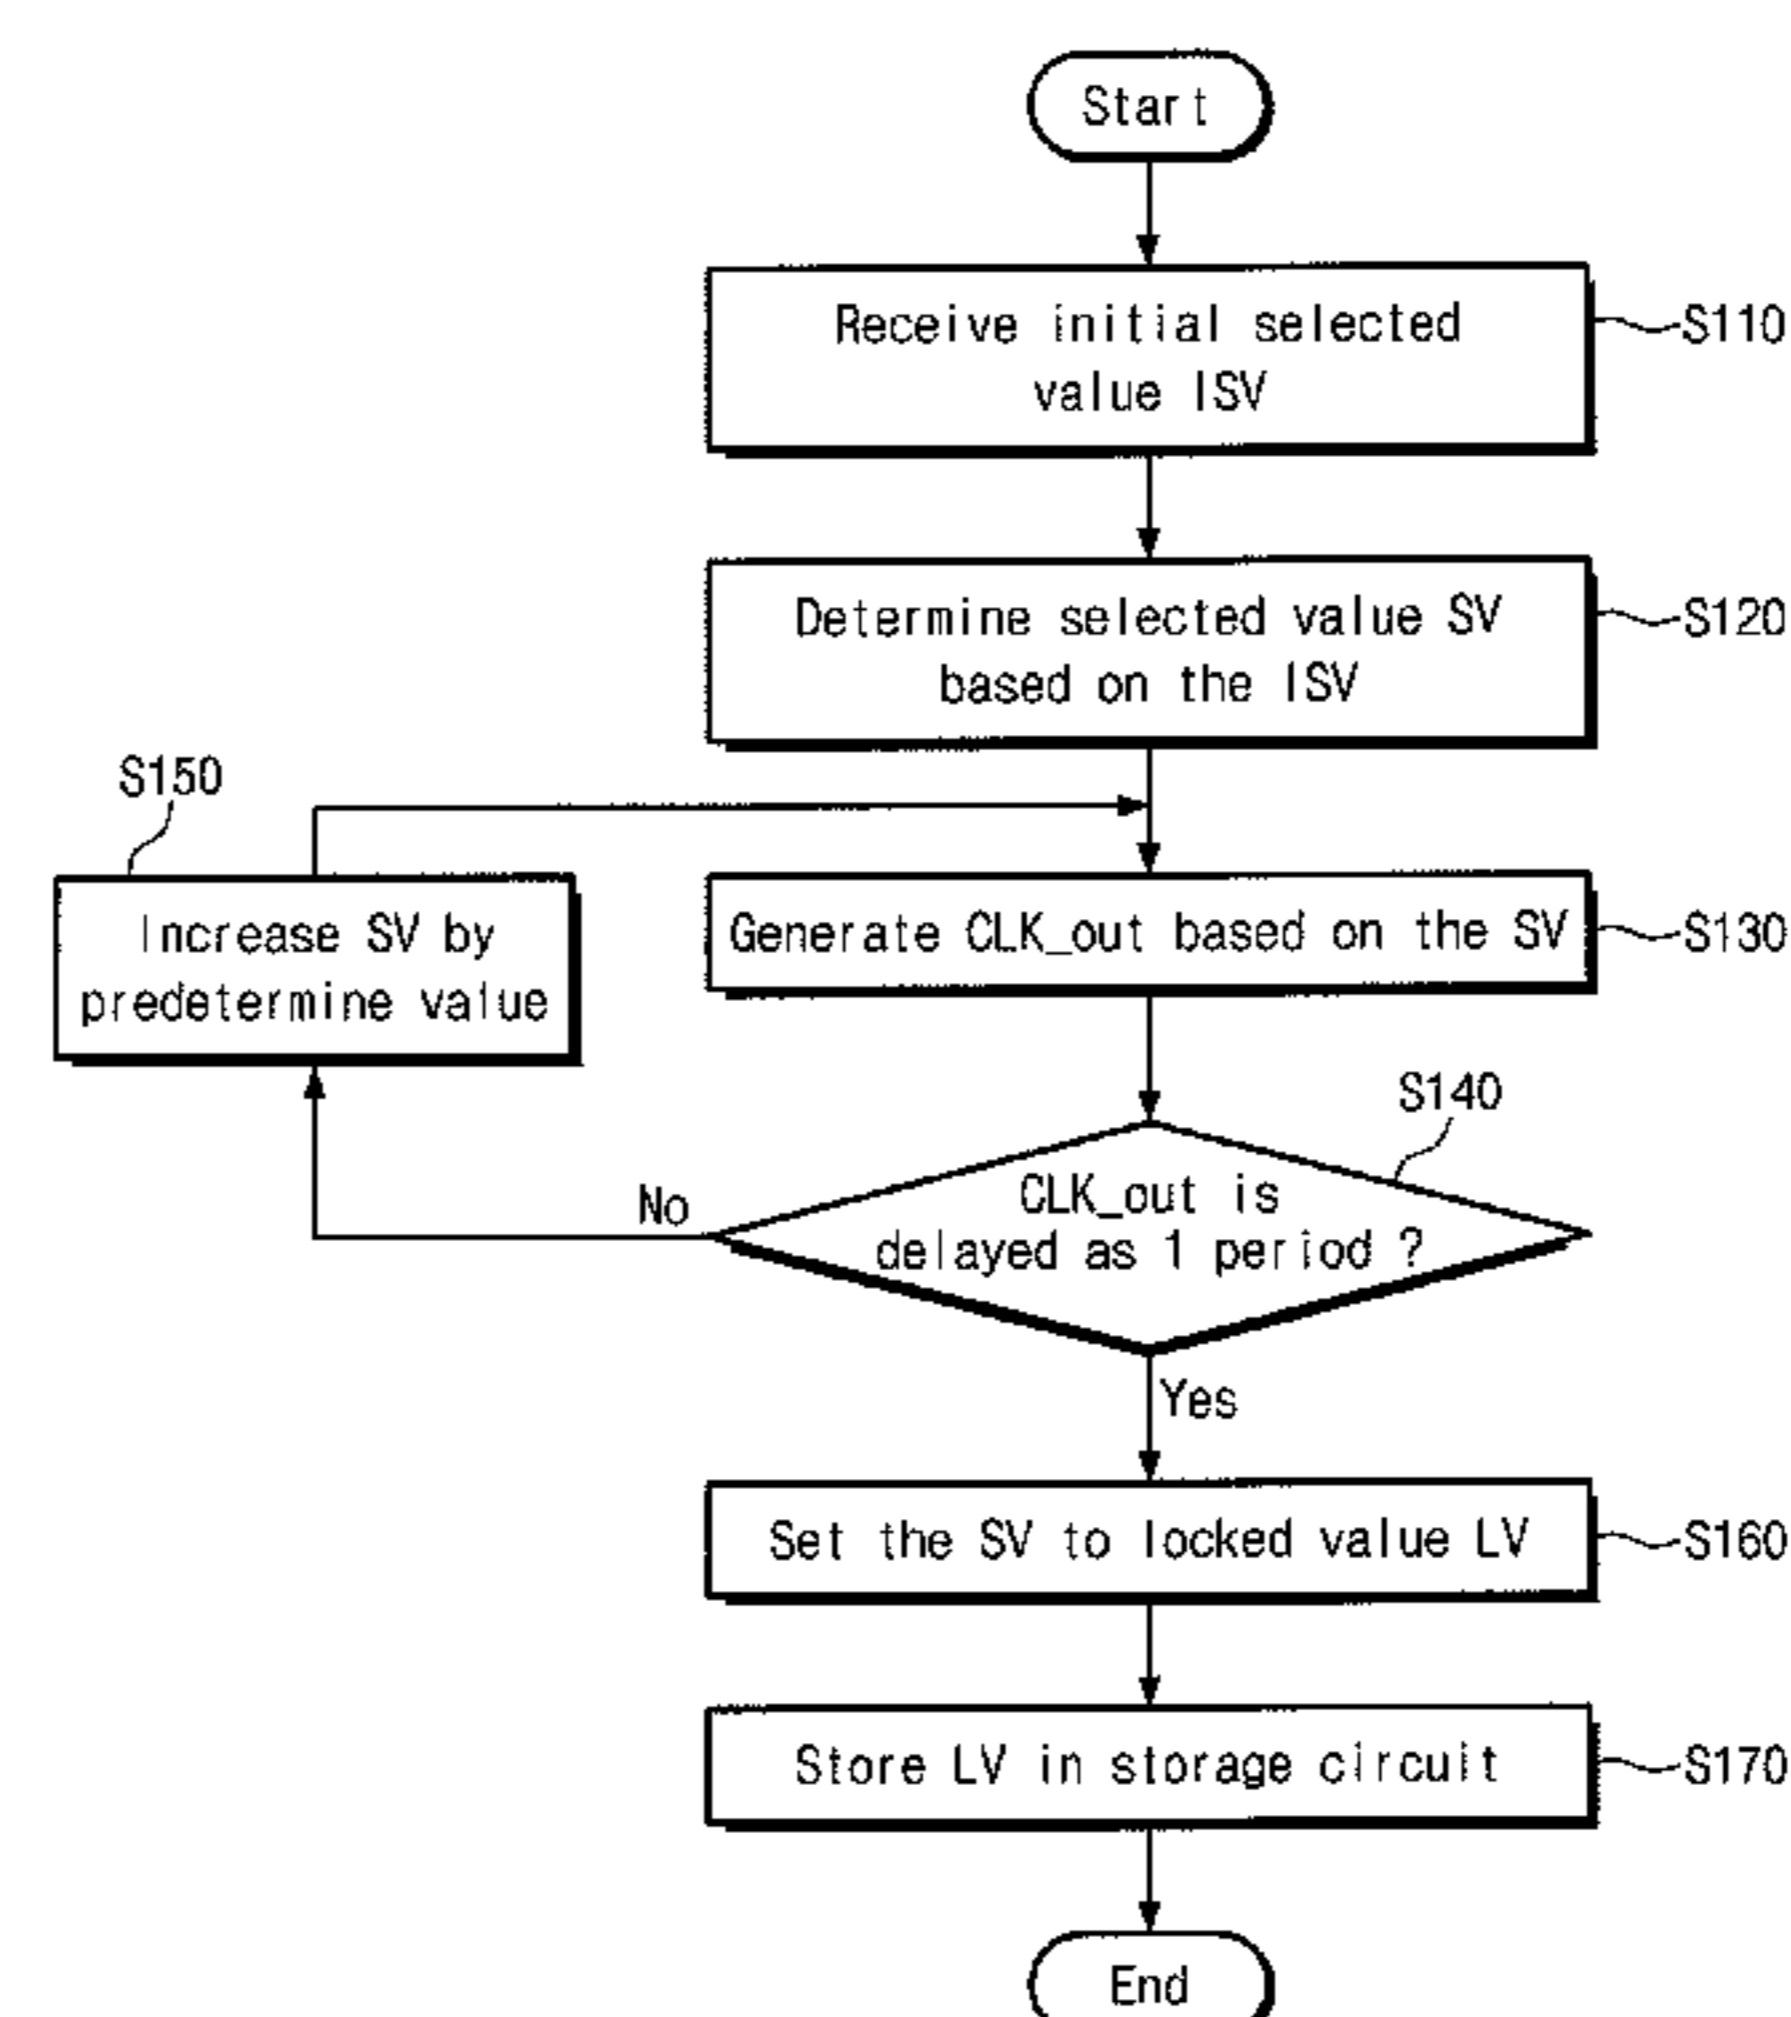 Start
Receive initial selected
value ISV
S110
Determine selected value SV
based on the ISV
S120
S150
Increase SV by
predetermine value
Generate CLK_out based on the SV
S130
S140
CLK_out is
delayed as 1 period ?
No
Yes
Set the SV to locked value LV
S160
Store LV in storage circuit
S170
End